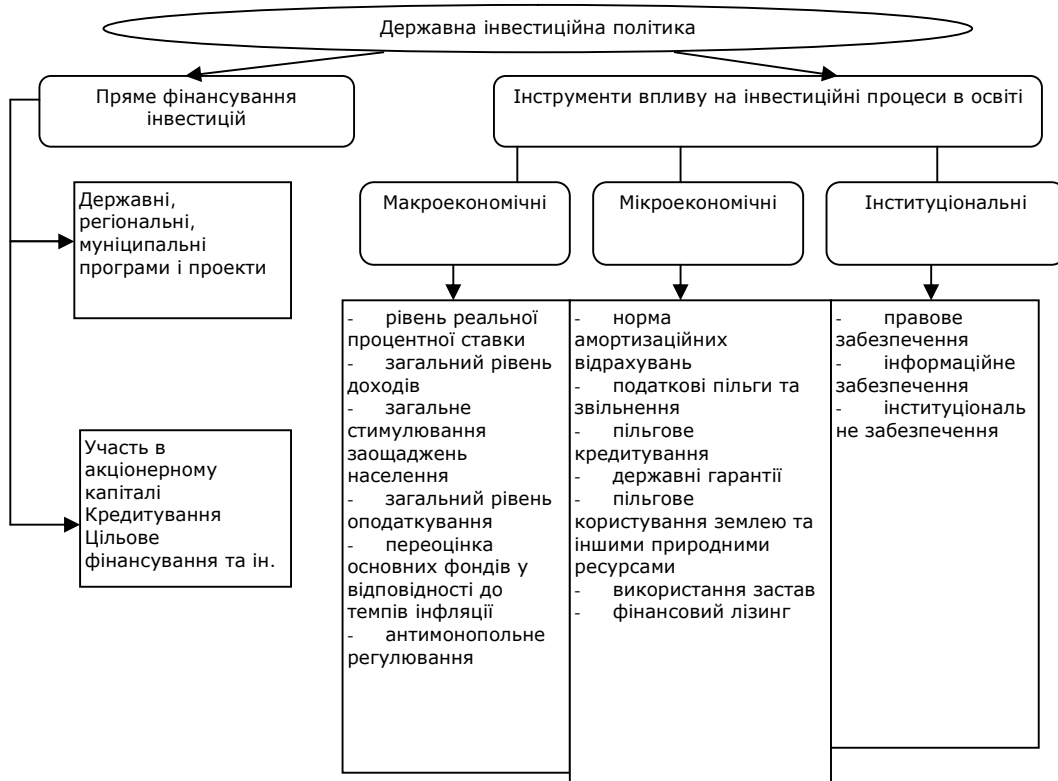 Державна інвестиційна політика
Пряме фінансування
інвестицій
Інструменти впливу на інвестиційні процеси в освіті
Державні,
регіональні,
муніципальні
програми і проекти
Участь в
акціонерному
капіталі
Кредитування
Цільове
фінансування та ін.
Макроекономічні
- рівень реальної
процентної ставки
- загальний рівень
доходів
- загальне
стимулювання
заощаджень
населення
- загальний рівень
оподаткування
- переоцінка
основних фондів у
відповідності до
темпів інфляції
- антимонопольне
регулювання
Мікроекономічні
- норма
амортизаційних
відрахувань
- податкові пільги та
звільнення
- пільгове
кредитування
- державні гарантії
- пільгове
користування землею та
іншими природними
ресурсами
- використання застав
- фінансовий лізинг
Інституціональні
- правове
забезпечення
- інформаційне
забезпечення
- інституціональ
не забезпечення